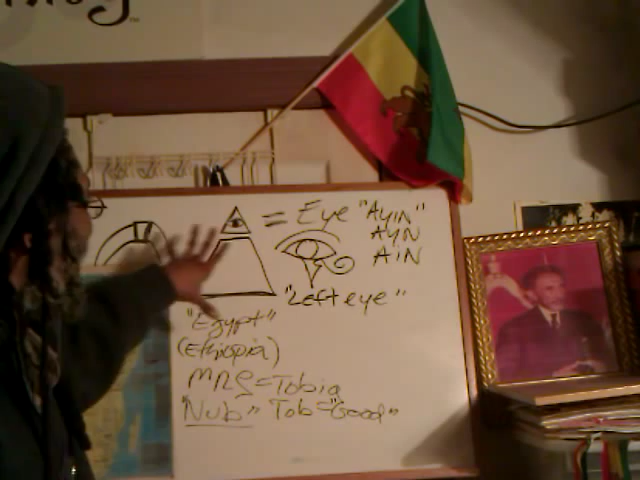 = Eye "Ayin"
AYN
AiN
"Left eye"
"Egypt"
(Ethiopia)
= Tobia
"Nub" Tob = "Good"